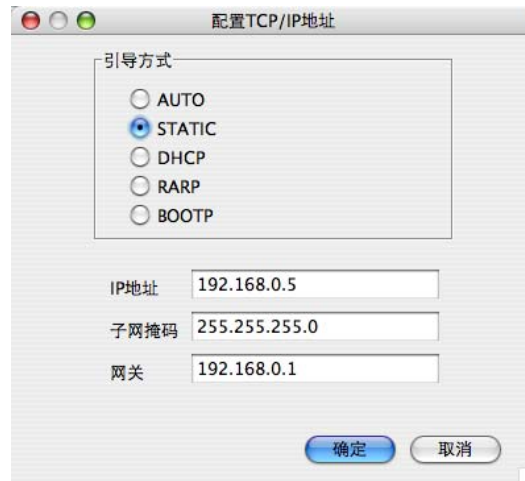 配置TCP/IP地址
引导方式
AUTO
STATIC
DHCP
RARP
BOOTP
IP地址 192.168.0.5
子网掩码 255.255.255.0
网关 192.168.0.1
确定 取消